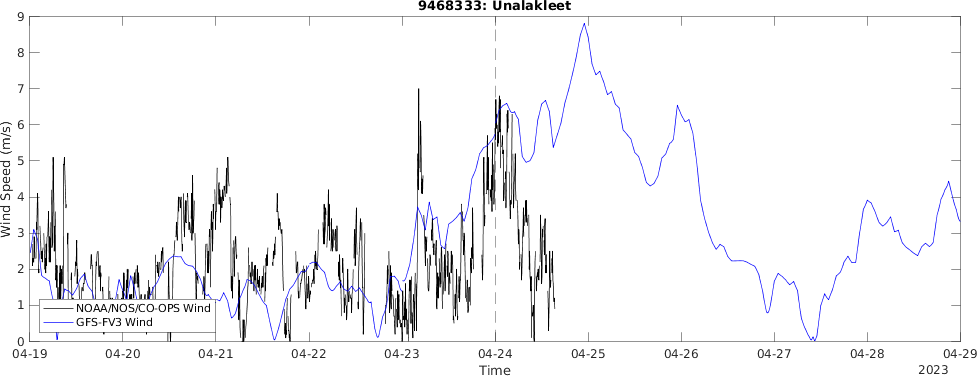 9468333: Unalakleet
9
8
7
6
5
4
3
2
1
0
Wind Speed (m/s)
NOAA/NOS/CO-OPS Wind
GFS-FV3 Wind
04-19 04-20 04-21 04-22 04-23 04-24 04-25 04-26 04-27 04-28 04-29
Time
2023